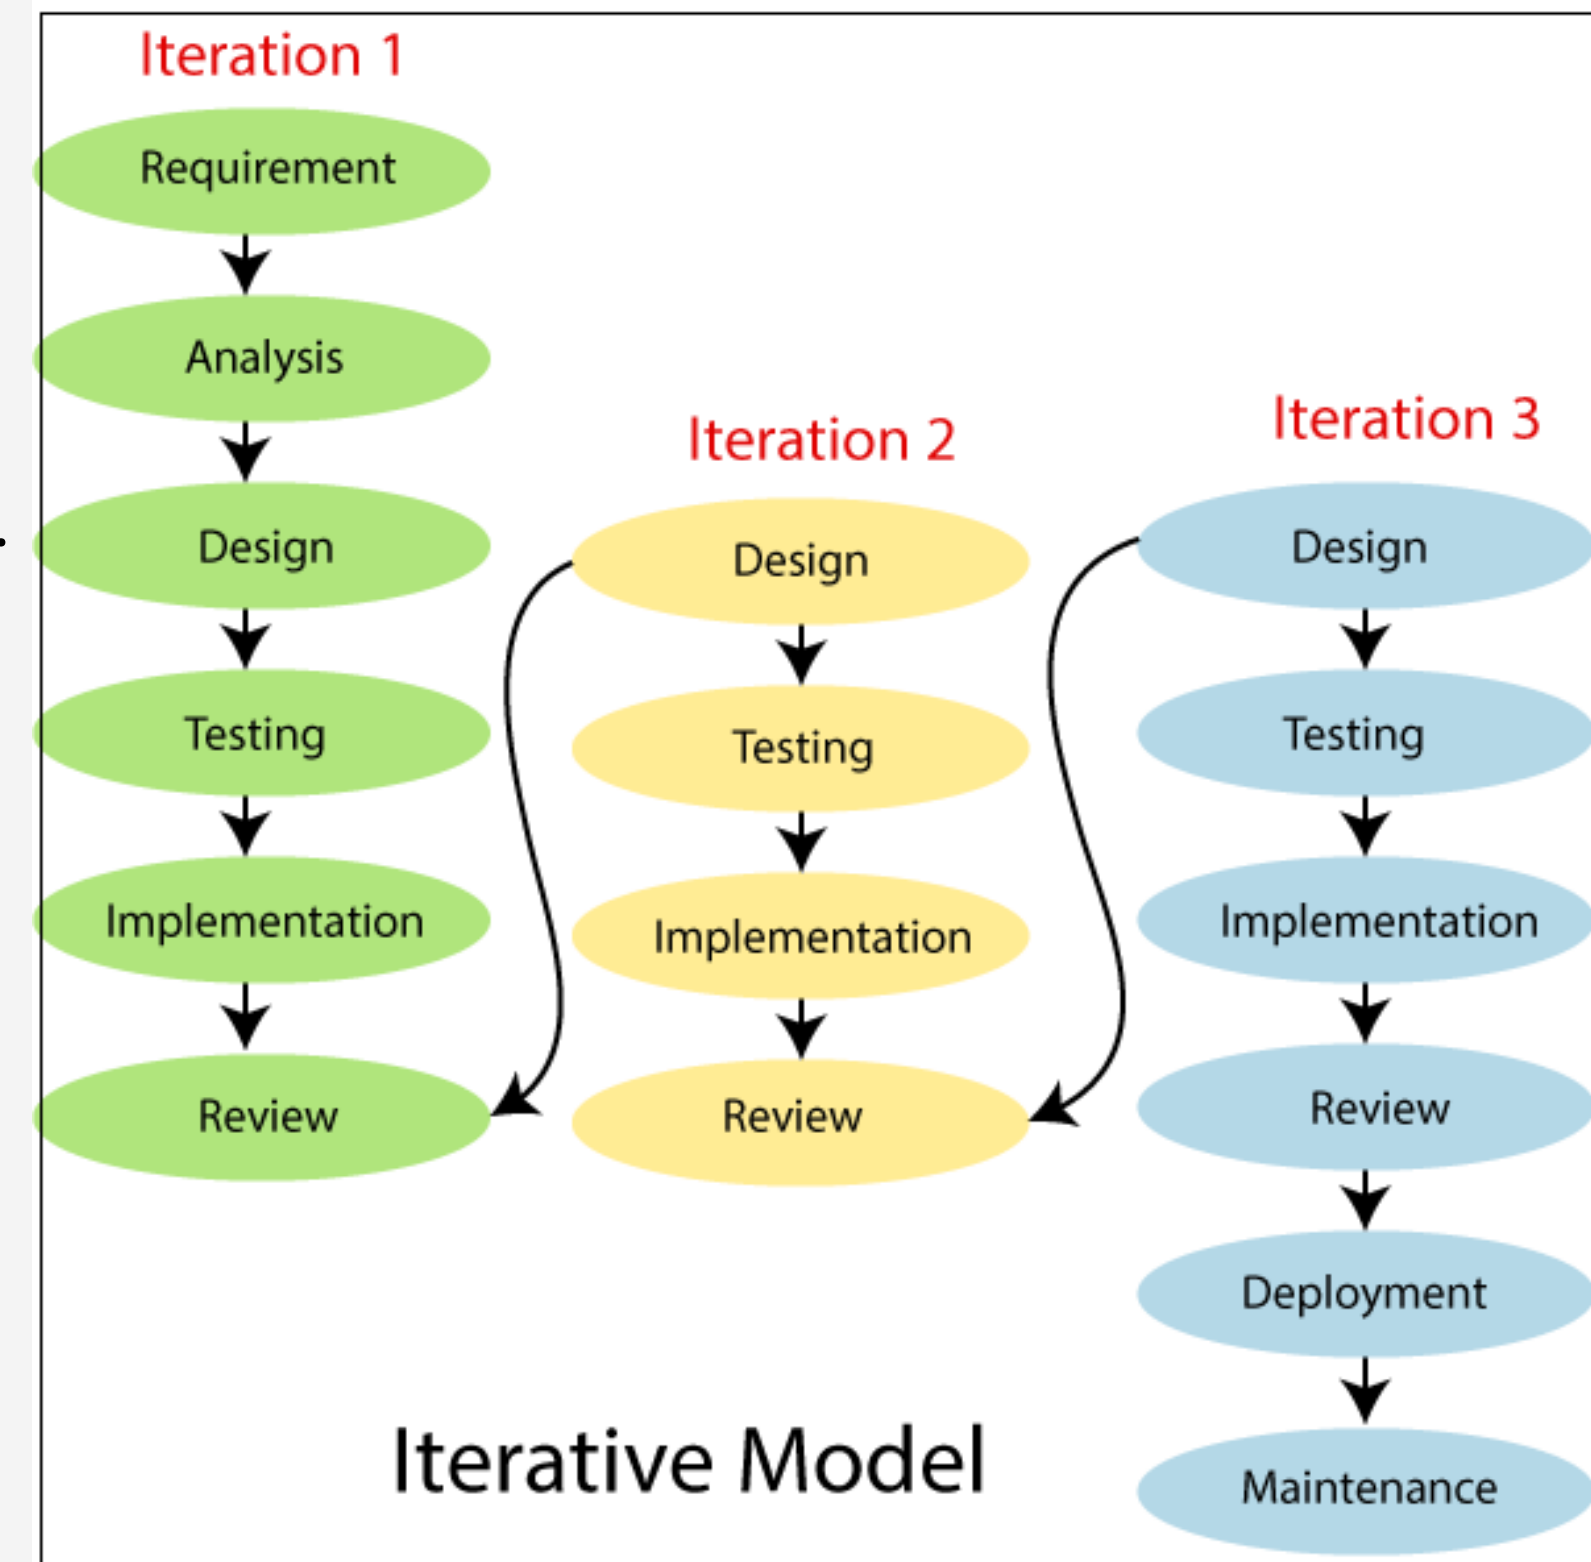 Iteration 1
Requirement
Analysis
Design
Testing
Implementation
Review
Iteration 2
Design
Testing
Implementation
Review
Iteration 3
Design
Testing
Implementation
Review
Deployment
Maintenance
Iterative Model